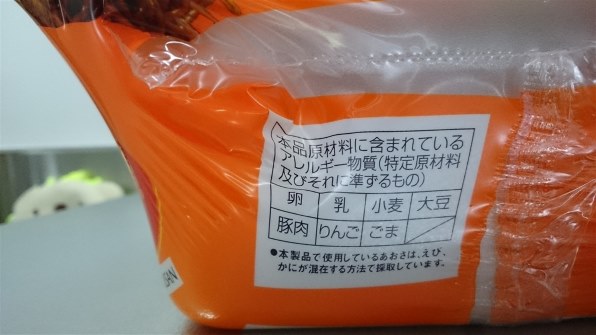 本品原材料に含まれている
アレルギー物質(特定原材料
及びそれに準ずるもの)
卵 乳 小麦 大豆
豚肉 りんご ごま
●本製品で使用しているあおさは、えび、
かにが混在する方法で採取しています。